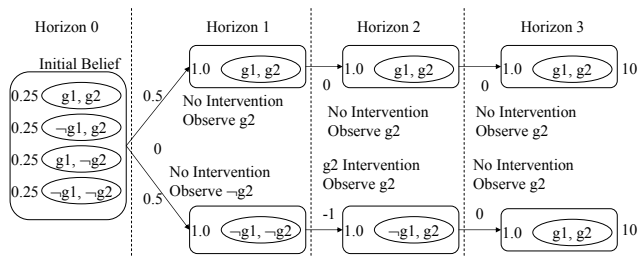 Horizon 0
Horizon 1
Horizon 2
Horizon 3
Initial Belief
0.25 g1, g2
0.25 ¬g1, g2
0.25 g1, ¬g2
0.25 ¬g1, ¬g2
0.5
0
0.5
1.0 g1, g2
0
1.0 g1, g2
0
1.0 g1, g2 10
No Intervention
Observe g2
No Intervention
Observe g2
No Intervention
Observe g2
No Intervention
Observe ¬g2
g2 Intervention
Observe g2
No Intervention
Observe g2
1.0 ¬g1, ¬g2
-1
1.0 ¬g1, g2
0
1.0 g1, g2 10